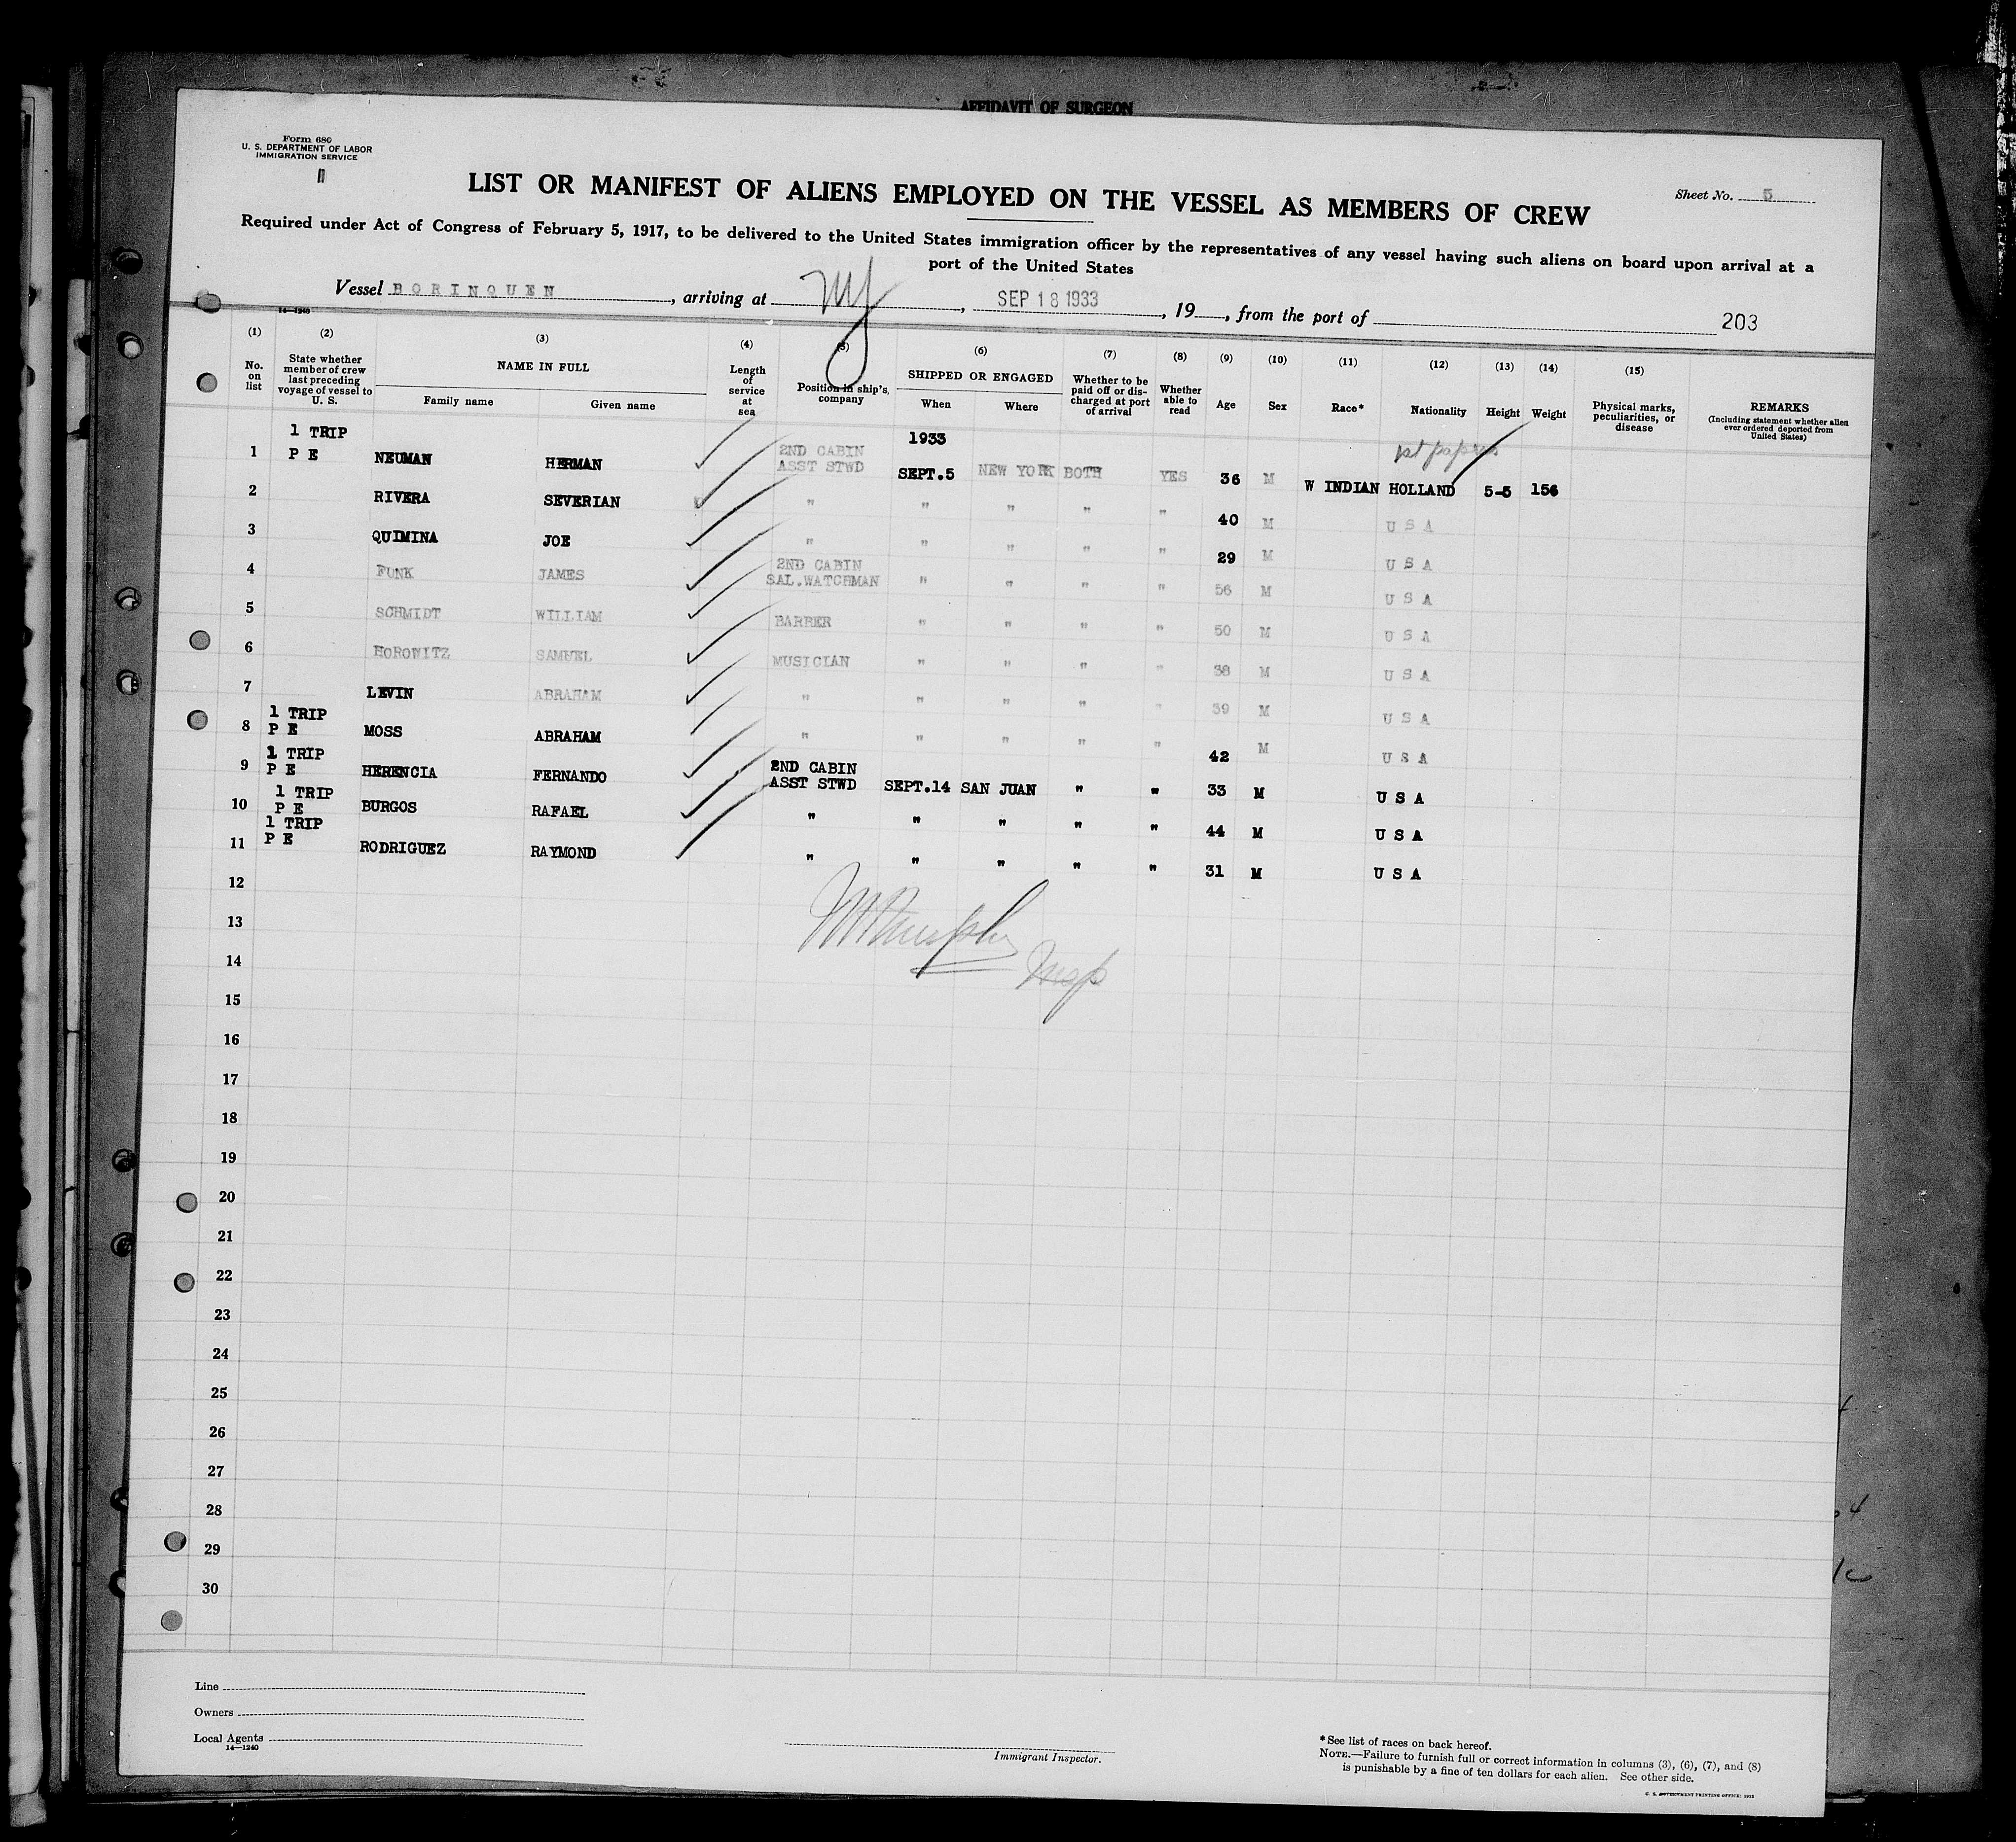 AFFIDAVIT OF SURGEON
Form 680
U. S. DEPARTMENT OF LABOR
IMMIGRATION SERVICE
LIST OR MANIFEST OF ALIENS EMPLOYED ON THE VESSEL AS MEMBERS OF CREW
Sheet No. 5
Required under Act of Congress of February 5, 1917, to be delivered to the United States immigration officer by the representatives of any vessel having such aliens on board upon arrival at a
port of the United States
Vessel BORINQUEN, arriving at NY, SEP 18 1933, 19, from the port of 203
14—1240
(1) (2) (3) (4) (5) (6) (7) (8) (9) (10) (11) (12) (13) (14) (15)
No. on list
State whether member of crew last preceding voyage of vessel to U. S.
NAME IN FULL
Family name Given name
Length of service at sea
Position in ship's company
SHIPPED OR ENGAGED
When Where
Whether to be paid off or discharged at port of arrival
Whether able to read
Age Sex Race* Nationality Height Weight
Physical marks, peculiarities, or disease
REMARKS
(Including statement whether alien ever ordered deported from United States)
1 1 TRIP P E NEUMAN HERMAN 2ND CABIN ASST STWD 1933 SEPT.5 NEW YORK BOTH YES 36 M W INDIAN 1st papers HOLLAND 5-5 156
2 RIVERA SEVERIAN " " " " " 40 M U S A
3 QUIMINA JOE " " " " " 29 M U S A
4 FUNK JAMES 2ND CABIN SAL.WATCHMAN " " " " 56 M U S A
5 SCHMIDT WILLIAM BARBER " " " " 50 M U S A
6 HOROWITZ SAMUEL MUSICIAN " " " " 38 M U S A
7 LEVIN ABRAHAM " " " " " 39 M U S A
8 1 TRIP P E MOSS ABRAHAM " " " " " 42 M U S A
9 1 TRIP P E HERENCIA FERNANDO 2ND CABIN ASST STWD SEPT.14 SAN JUAN " " 33 M U S A
10 1 TRIP P E BURGOS RAFAEL " " " " " 44 M U S A
11 1 TRIP P E RODRIGUEZ RAYMOND " " " " " 31 M U S A
12
13
14
15
16
17
18
19
20
21
22
23
24
25
26
27
28
29
30
Line
Owners
Local Agents
14—1240
Immigrant Inspector.
*See list of races on back hereof.
NOTE.—Failure to furnish full or correct information in columns (3), (6), (7), and (8)
is punishable by a fine of ten dollars for each alien. See other side.
U. S. GOVERNMENT PRINTING OFFICE: 1932